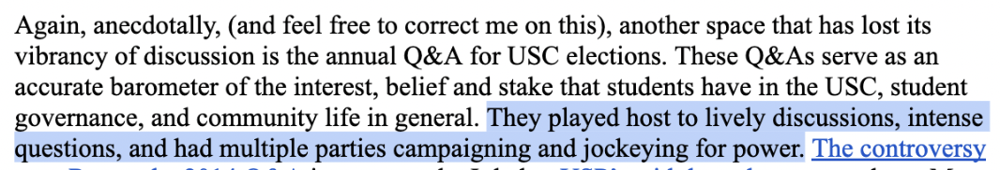 Again, anecdotally, (and feel free to correct me on this), another space that has lost its
vibrancy of discussion is the annual Q&A for USC elections. These Q&As serve as an
accurate barometer of the interest, belief and stake that students have in the USC, student
governance, and community life in general. They played host to lively discussions, intense
questions, and had multiple parties campaigning and jockeying for power. The controversy